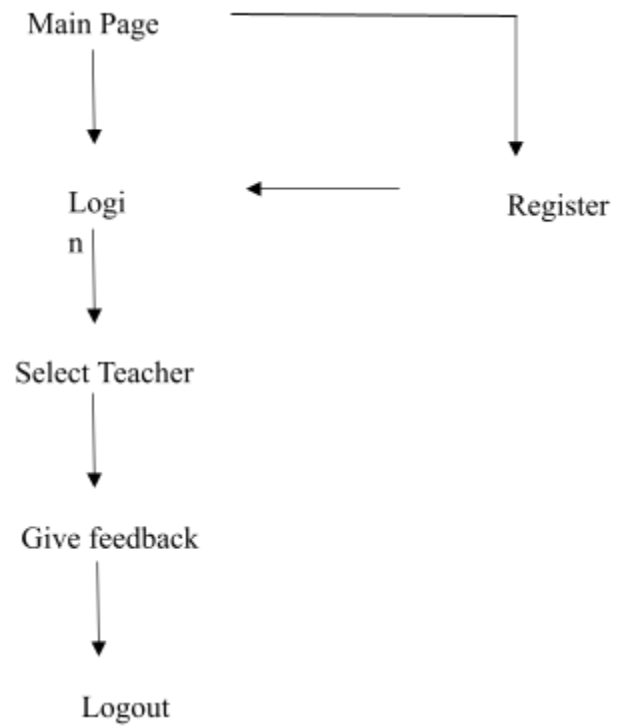 Main Page
Logi
n
Register
Select Teacher
Give feedback
Logout